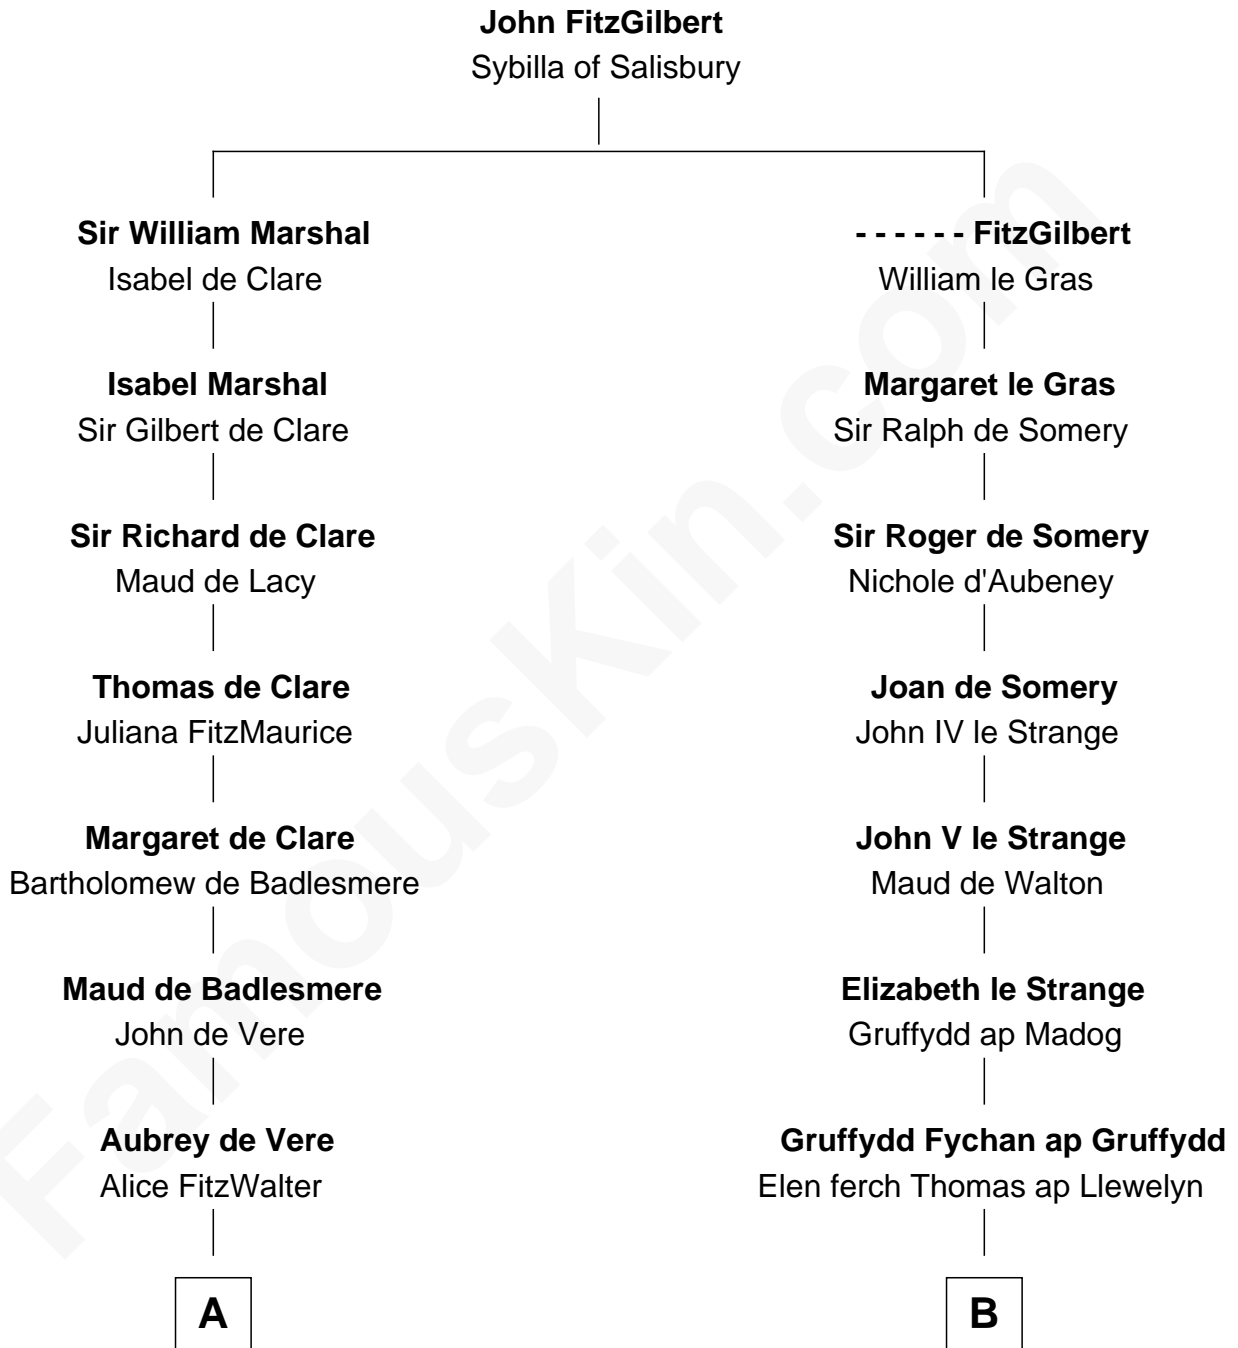 John FitzGilbert
Sybilla of Salisbury
Sir William Marshal
Isabel de Clare
Isabel Marshal
Sir Gilbert de Clare
Sir Richard de Clare
Maud de Lacy
Thomas de Clare
Juliana FitzMaurice
Margaret de Clare
Bartholomew de Badlesmere
Maud de Badlesmere
John de Vere
Aubrey de Vere
Alice FitzWalter
A
- - - - - - FitzGilbert
William le Gras
Margaret le Gras
Sir Ralph de Somery
Sir Roger de Somery
Nichole d'Aubeney
Joan de Somery
John IV le Strange
John V le Strange
Maud de Walton
Elizabeth le Strange
Gruffydd ap Madog
Gruffydd Fychan ap Gruffydd
Elen ferch Thomas ap Llewelyn
B
FamousKin.com